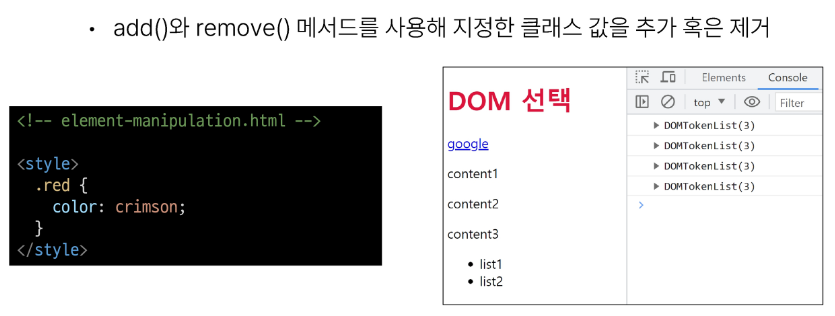 • add()와 remove() 메서드를 사용해 지정한 클래스 값을 추가 혹은 제거
<!-- element-manipulation.html -->
<style>
.red {
color: crimson;
}
</style>
DOM 선택
google
content1
content2
content3
• list1
• list2
Elements Console
top Filter
DOMTokenList(3)
DOMTokenList(3)
DOMTokenList(3)
DOMTokenList(3)